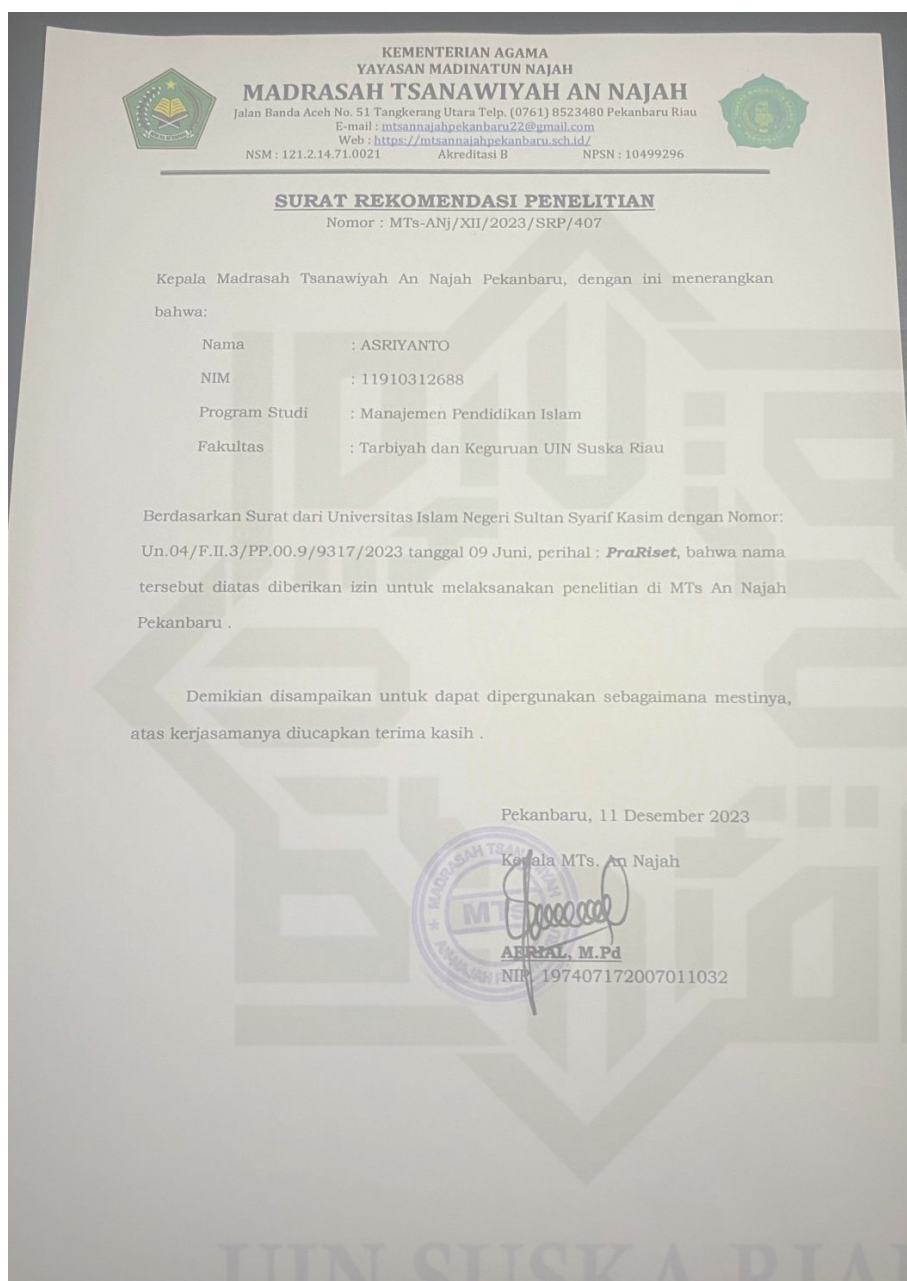 KEMENTERIAN AGAMA
YAYASAN MADINATUN NAJAH
MADRASAH TSANAWIYAH AN NAJAH
Jalan Banda Aceh No. 51 Tangkerang Utara Telp. (0761) 8523480 Pekanbaru Riau
E-mail : mtsannajahpekanbaru22@gmail.com
Web : https://mtsannajahpekanbaru.sch.id/
NSM : 121.2.14.71.0021 Akreditasi B NPSN : 10499296
SURAT REKOMENDASI PENELITIAN
Nomor : MTs-ANj/XII/2023/SRP/407
Kepala Madrasah Tsanawiyah An Najah Pekanbaru, dengan ini menerangkan
bahwa:
Nama : ASRIYANTO
NIM : 11910312688
Program Studi : Manajemen Pendidikan Islam
Fakultas : Tarbiyah dan Keguruan UIN Suska Riau
Berdasarkan Surat dari Universitas Islam Negeri Sultan Syarif Kasim dengan Nomor:
Un.04/F.II.3/PP.00.9/9317/2023 tanggal 09 Juni, perihal : PraRiset, bahwa nama
tersebut diatas diberikan izin untuk melaksanakan penelitian di MTs An Najah
Pekanbaru .
Demikian disampaikan untuk dapat dipergunakan sebagaimana mestinya,
atas kerjasamanya diucapkan terima kasih .
Pekanbaru, 11 Desember 2023
Kepala MTs. An Najah
MADRASAH TSANAWIYAH
MTS
M.Pd
NIP. 197407172007011032
UIN SUSKA RIAU